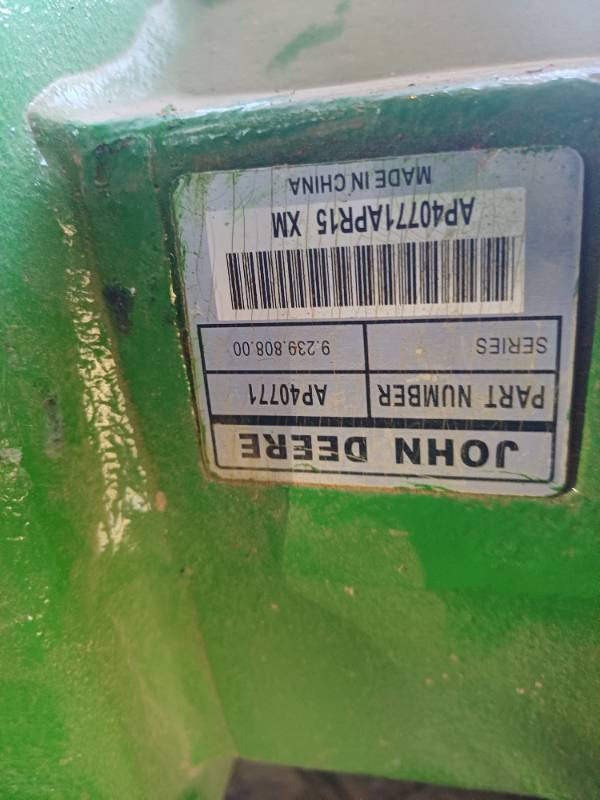 JOHN DEERE
PART NUMBER AP40771
SERIES 9.239.808.00
AP40771APR15 XM
MADE IN CHINA